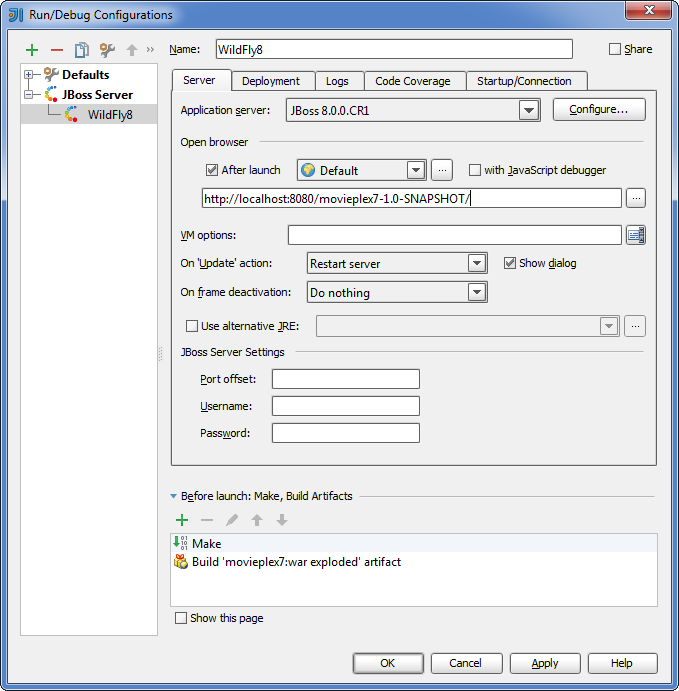 Run/Debug Configurations
Name: WildFly8 Share
Defaults
JBoss Server
WildFly8
Server Deployment Logs Code Coverage Startup/Connection
Application server: JBoss 8.0.0.CR1 Configure...
Open browser
After launch Default ... with JavaScript debugger
http://localhost:8080/movieplex7-1.0-SNAPSHOT/ ...
VM options:
On 'Update' action: Restart server Show dialog
On frame deactivation: Do nothing
Use alternative JRE: ...
JBoss Server Settings
Port offset:
Username:
Password:
Before launch: Make, Build Artifacts
Make
Build 'movieplex7:war exploded' artifact
Show this page
OK Cancel Apply Help